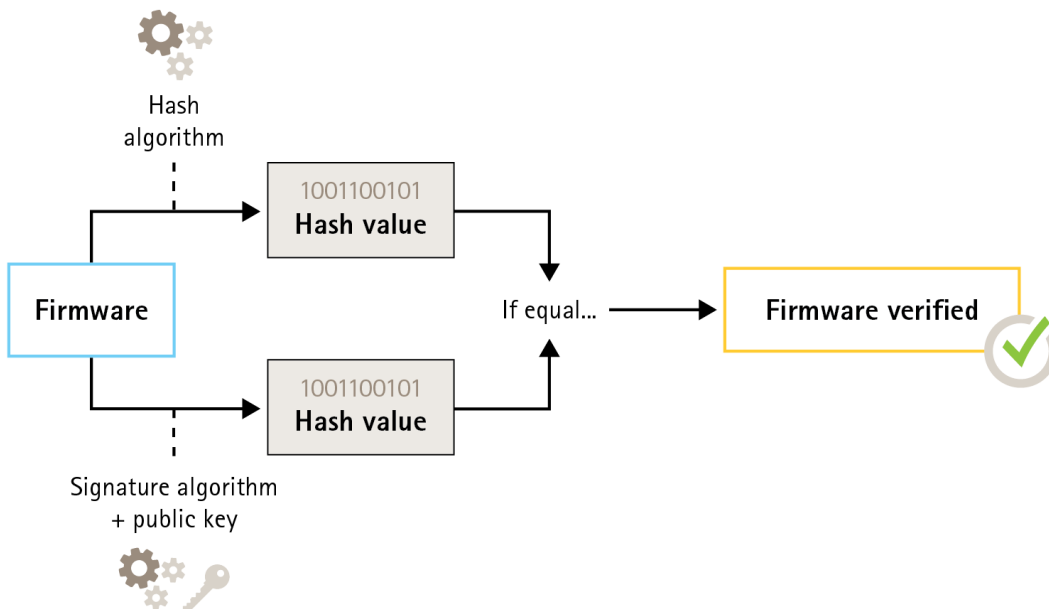 Hash
algorithm
1001100101
Hash value
Firmware
If equal...
Firmware verified
1001100101
Hash value
Signature algorithm
+ public key